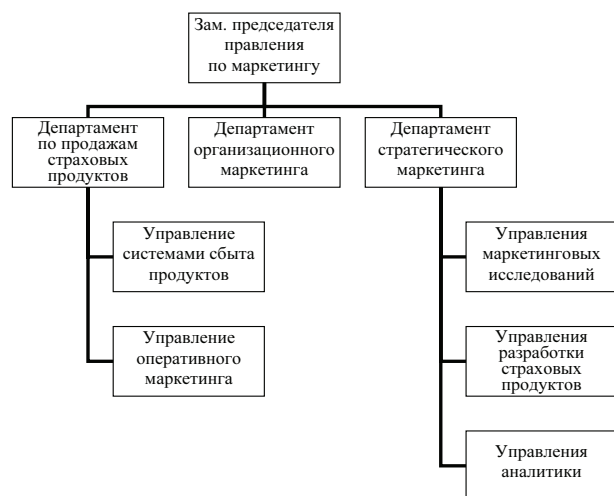 Зам. председателя
правления
по маркетингу
Департамент
по продажам
страховых
продуктов
Департамент
организационного
маркетинга
Департамент
стратегического
маркетинга
Управление
системами сбыта
продуктов
Управления
маркетинговых
исследований
Управление
оперативного
маркетинга
Управления
разработки
страховых
продуктов
Управления
аналитики